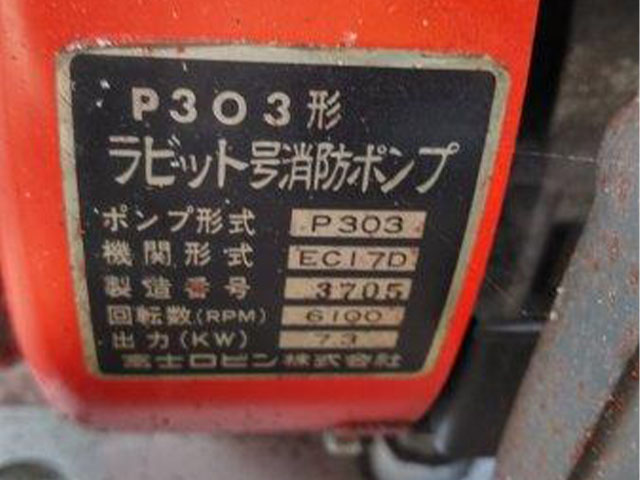 P303形
ラビット号消防ポンプ
ポンプ形式 P303
機関形式 EC17D
製造番号 3705
回転数(RPM) 6100
出力(KW) 7.3
富士ロビン株式会社